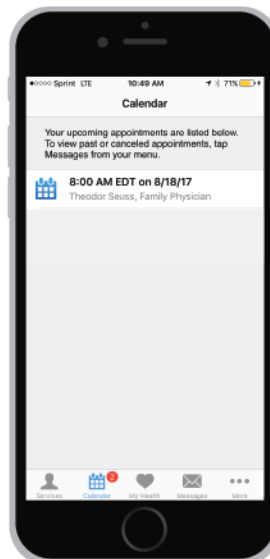 Sprint LTE 10:49 AM 71%
Calendar
Your upcoming appointments are listed below.
To view past or canceled appointments, tap
Messages from your menu.
8:00 AM EDT on 8/18/17
Theodor Seuss, Family Physician
2
Services Calendar My Health Messages More